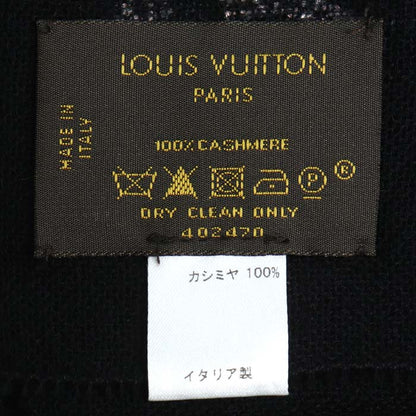 LOUIS VUITTON
PARIS
MADE IN
ITALY
100% CASHMERE
P ®
DRY CLEAN ONLY
402470
カシミヤ 100%
イタリア製